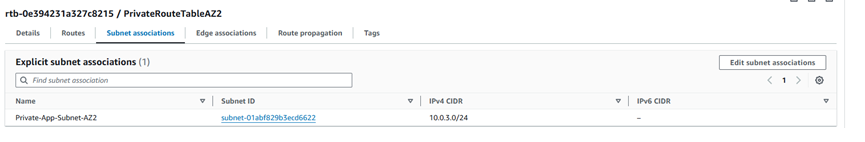 rtb-0e394231a327c8215 / PrivateRouteTableAZ2
Details Routes Subnet associations Edge associations Route propagation Tags
Explicit subnet associations (1) Edit subnet associations
Find subnet association 1
Name Subnet ID IPv4 CIDR IPv6 CIDR
Private-App-Subnet-AZ2 subnet-01abf829b3ecd6622 10.0.3.0/24 –